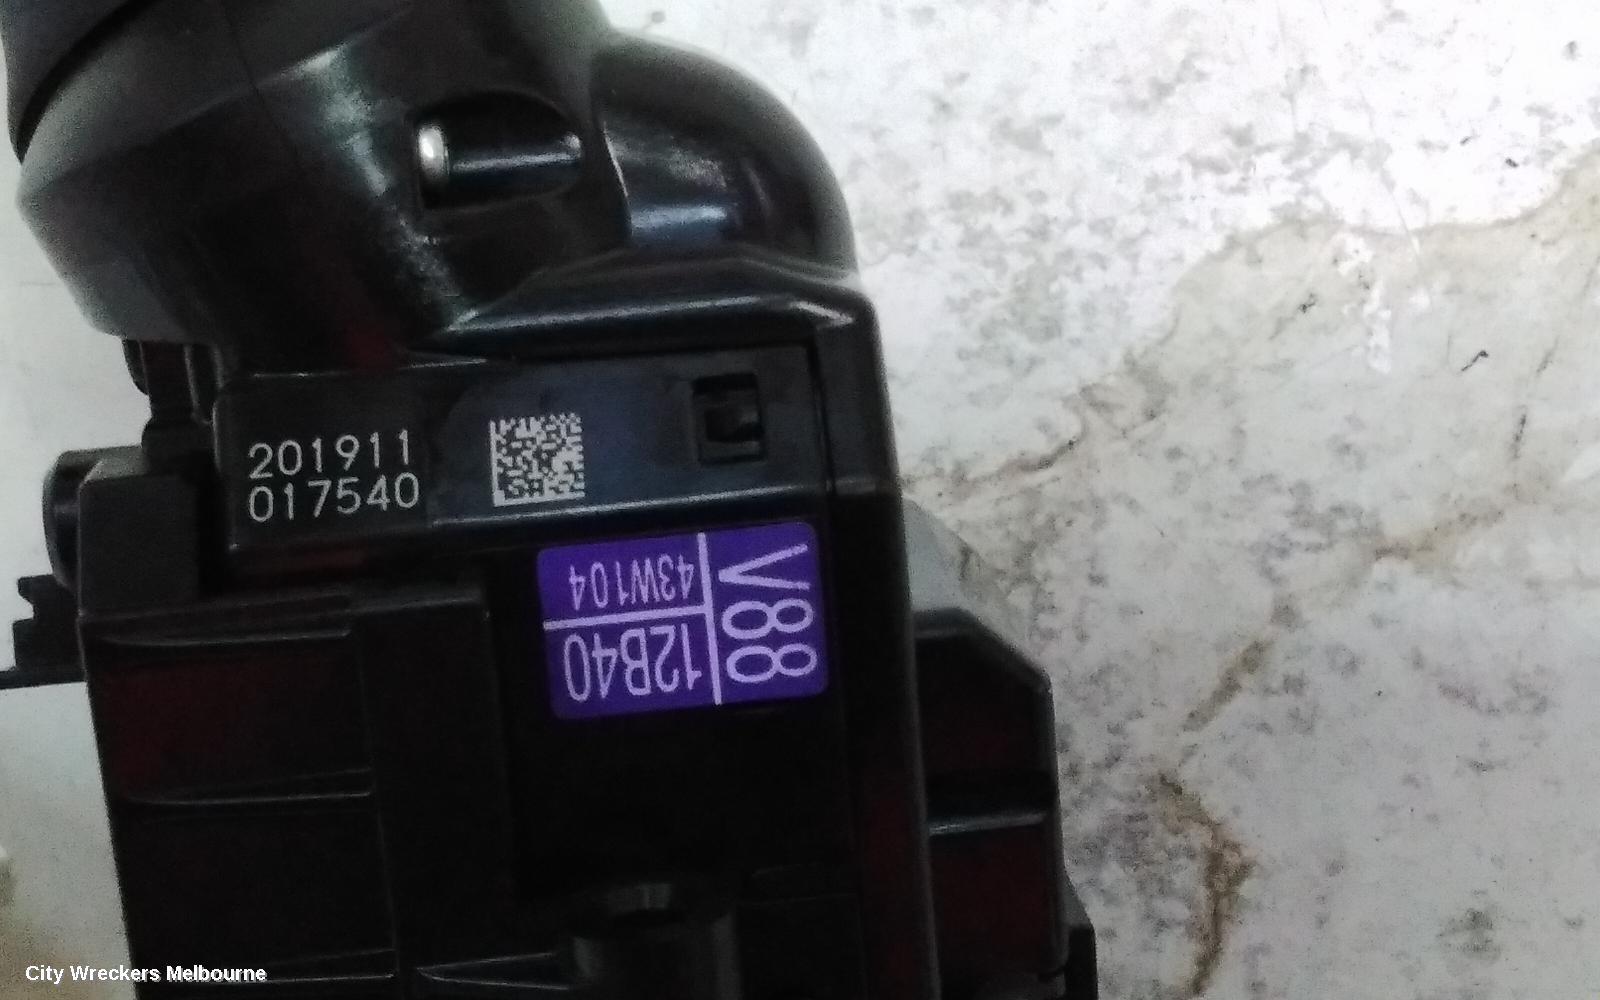 201911
017540
V88
12B40
43W104
City Wreckers Melbourne